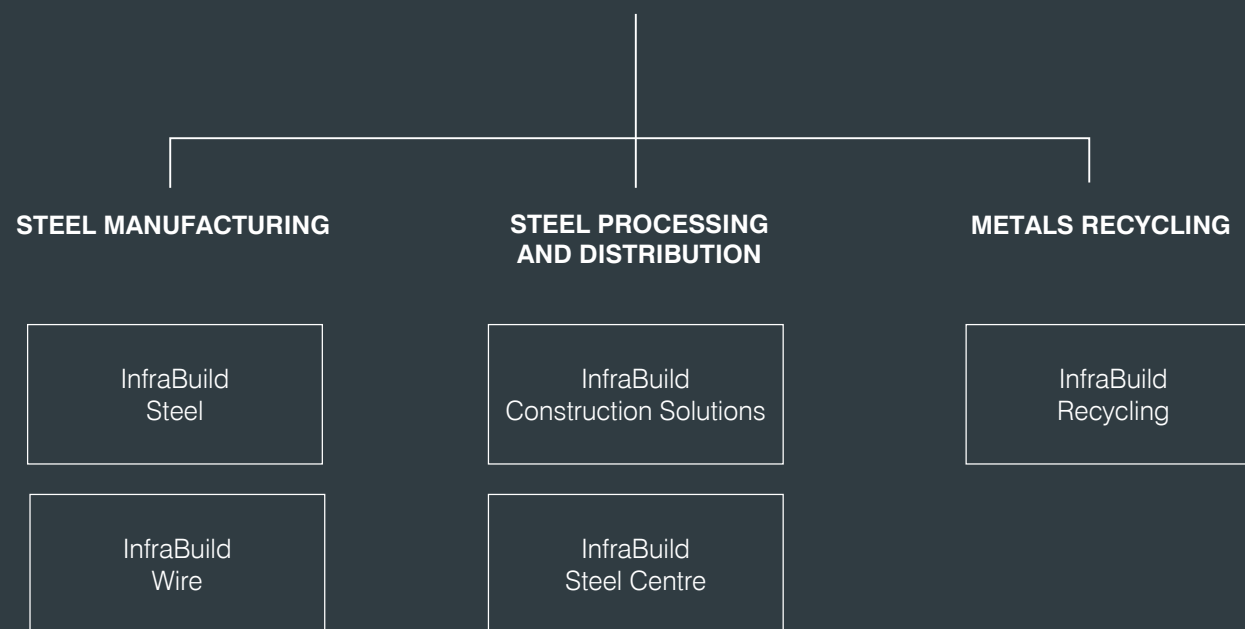 STEEL MANUFACTURING
STEEL PROCESSING
AND DISTRIBUTION
METALS RECYCLING
InfraBuild
Steel
InfraBuild
Construction Solutions
InfraBuild
Recycling
InfraBuild
Wire
InfraBuild
Steel Centre